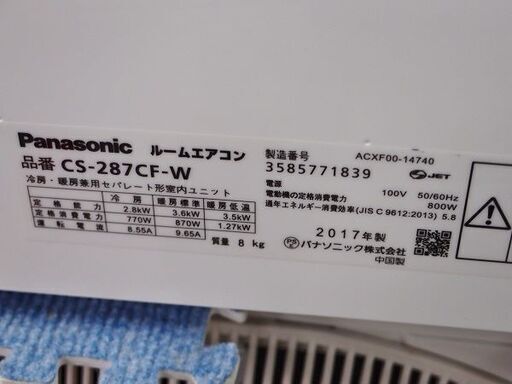 Panasonic ルームエアコン
品番 CS-287CF-W
冷房・暖房兼用セパレート形室内ユニット
冷 房 暖房標準 暖房低温
定格能力 2.8kW 3.6kW 3.5kW
定格消費電力 770W 870W 1.27kW
運転電流 8.55A 9.65A
質量 8 kg
製造番号 ACXF00-14740
3585771839 JET
電源 100V 50/60Hz
電動機の定格消費電力 800W
通年エネルギー消費効率(JIS C 9612:2013) 5.8
2017年製
PSE パナソニック株式会社
中国製